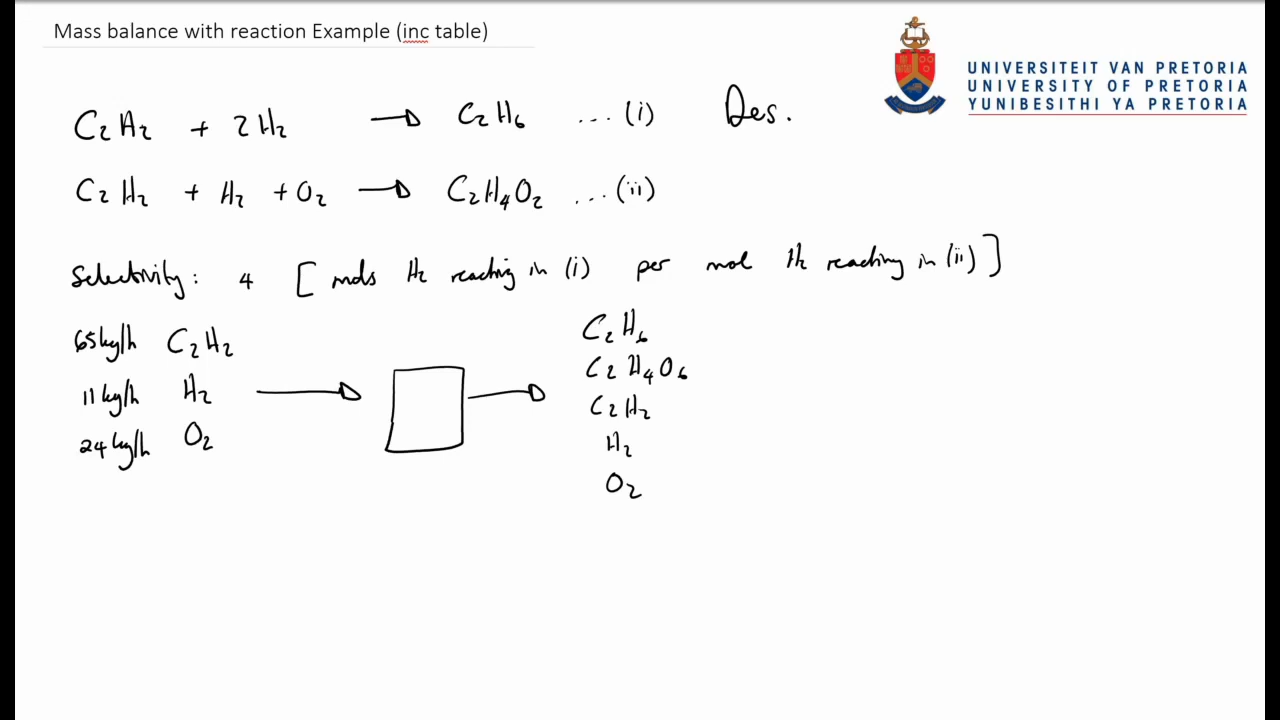 Mass balance with reaction Example (inc table)
UNIVERSITEIT VAN PRETORIA
UNIVERSITY OF PRETORIA
YUNIBESITHI YA PRETORIA
C2H2 + 2H2 → C2H6 ... (i) Des.
C2H2 + H2 + O2 → C2H4O2 ... (ii)
Selectivity: 4 [mols H2 reacting in (i) per mol H2 reacting in (ii)]
65kg/h C2H2
11kg/h H2
24kg/h O2
C2H6
C2H4O6
C2H2
H2
O2